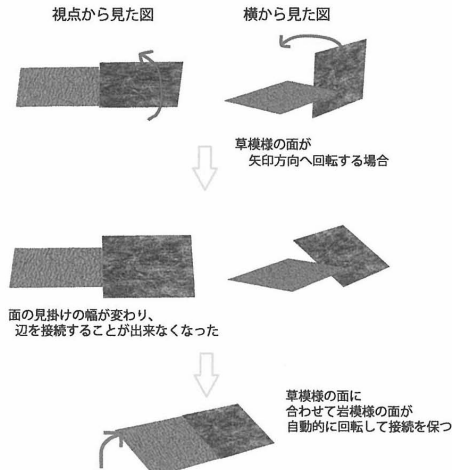 視点から見た図
横から見た図
草模様の面が
矢印方向へ回転する場合
面の見掛けの幅が変わり、
辺を接続することが出来なくなった
草模様の面に
合わせて岩模様の面が
自動的に回転して接続を保つ